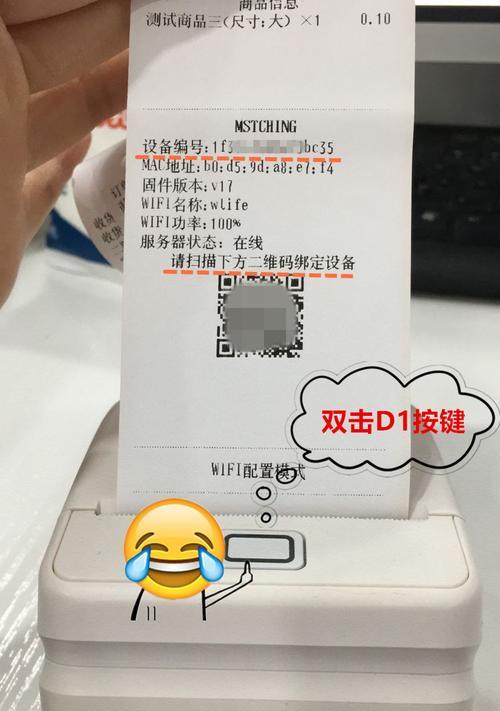 商品信息
测试商品三(尺寸:大) ×1 0.10
MSTCHING
设备编号:1f3 bc35
MAC地址:b0:d5:9d:a8:e7:f4
固件版本:v17
WIFI名称:wlife
WIFI功率:100%
服务器状态: 在线
请扫描下方二维码绑定设备
双击D1按键
WIFI配置模式